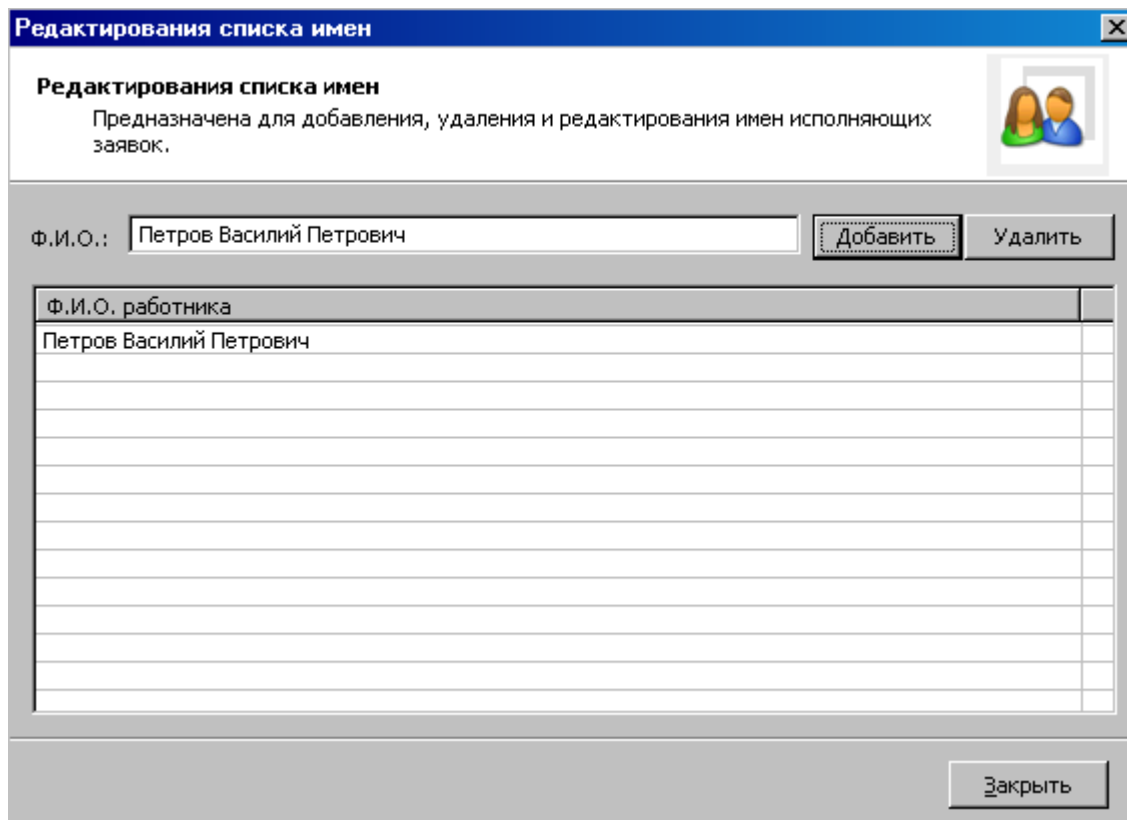 Редактирования списка имен
Редактирования списка имен
Предназначена для добавления, удаления и редактирования имен исполняющих
заявок.
Ф.И.О.: Петров Василий Петрович Добавить Удалить
Ф.И.О. работника
Петров Василий Петрович
Закрыть